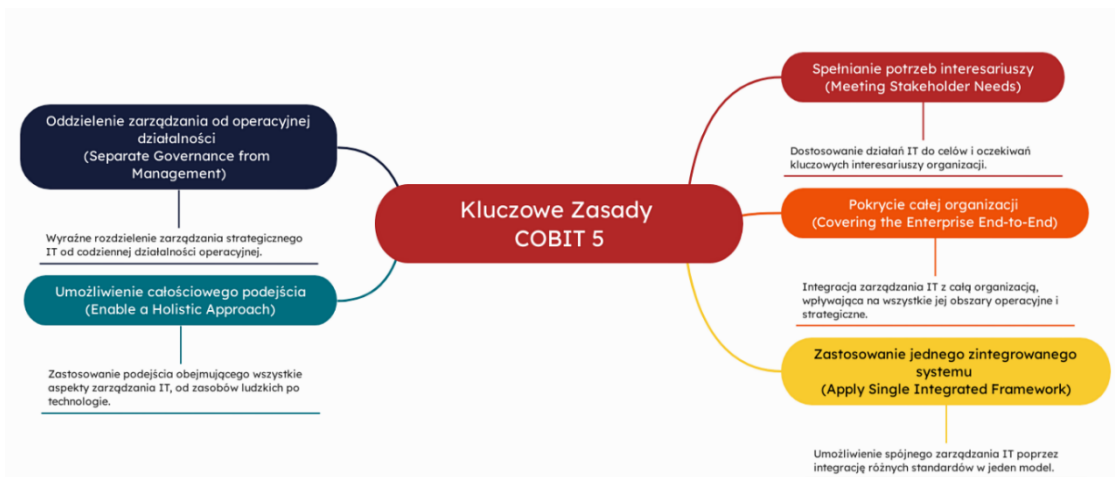 Kluczowe Zasady
COBIT 5
Spełnianie potrzeb interesariuszy
(Meeting Stakeholder Needs)
Dostosowanie działań IT do celów i oczekiwań
kluczowych interesariuszy organizacji.
Pokrycie całej organizacji
(Covering the Enterprise End-to-End)
Integracja zarządzania IT z całą organizacją,
wpływająca na wszystkie jej obszary operacyjne i
strategiczne.
Zastosowanie jednego zintegrowanego
systemu
(Apply Single Integrated Framework)
Umożliwienie spójnego zarządzania IT poprzez
integrację różnych standardów w jeden model.
Oddzielenie zarządzania od operacyjnej
działalności
(Separate Governance from
Management)
Wyraźne rozdzielenie zarządzania strategicznego
IT od codziennej działalności operacyjnej.
Umożliwienie całościowego podejścia
(Enable a Holistic Approach)
Zastosowanie podejścia obejmującego wszystkie
aspekty zarządzania IT, od zasobów ludzkich po
technologie.